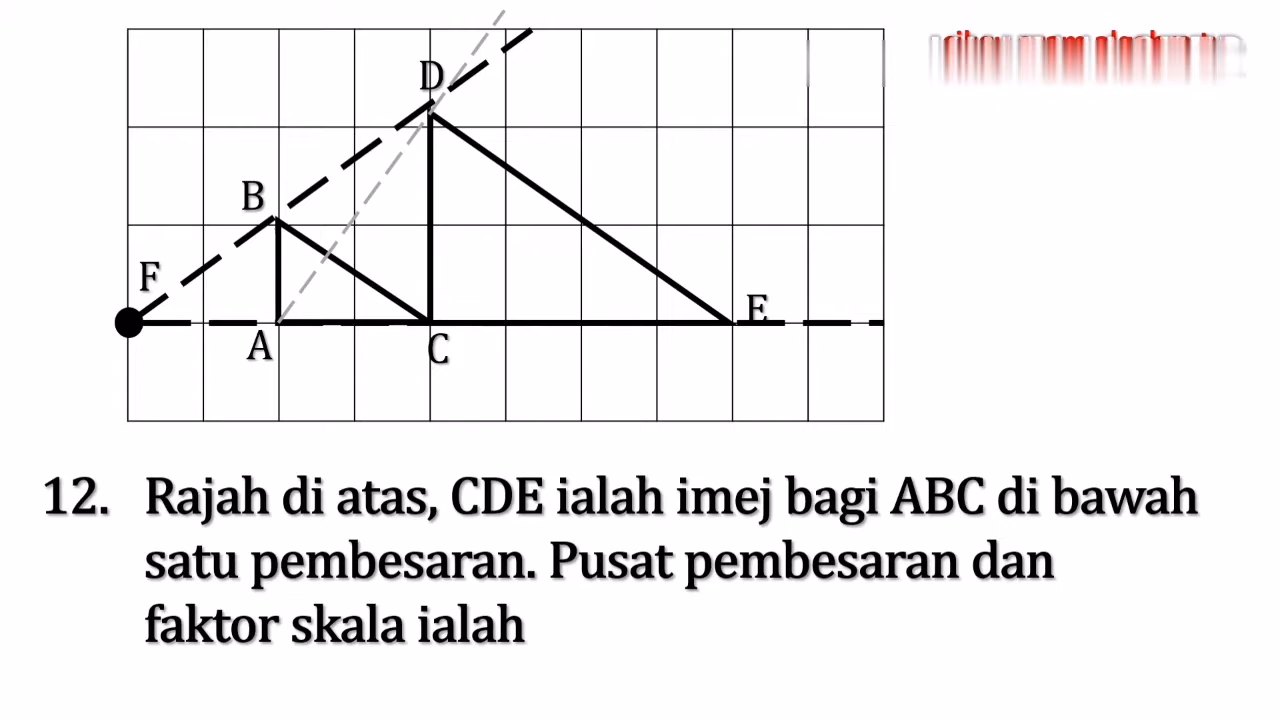 D
B
F
E
A
C
12. Rajah di atas, CDE ialah imej bagi ABC di bawah
satu pembesaran. Pusat pembesaran dan
faktor skala ialah